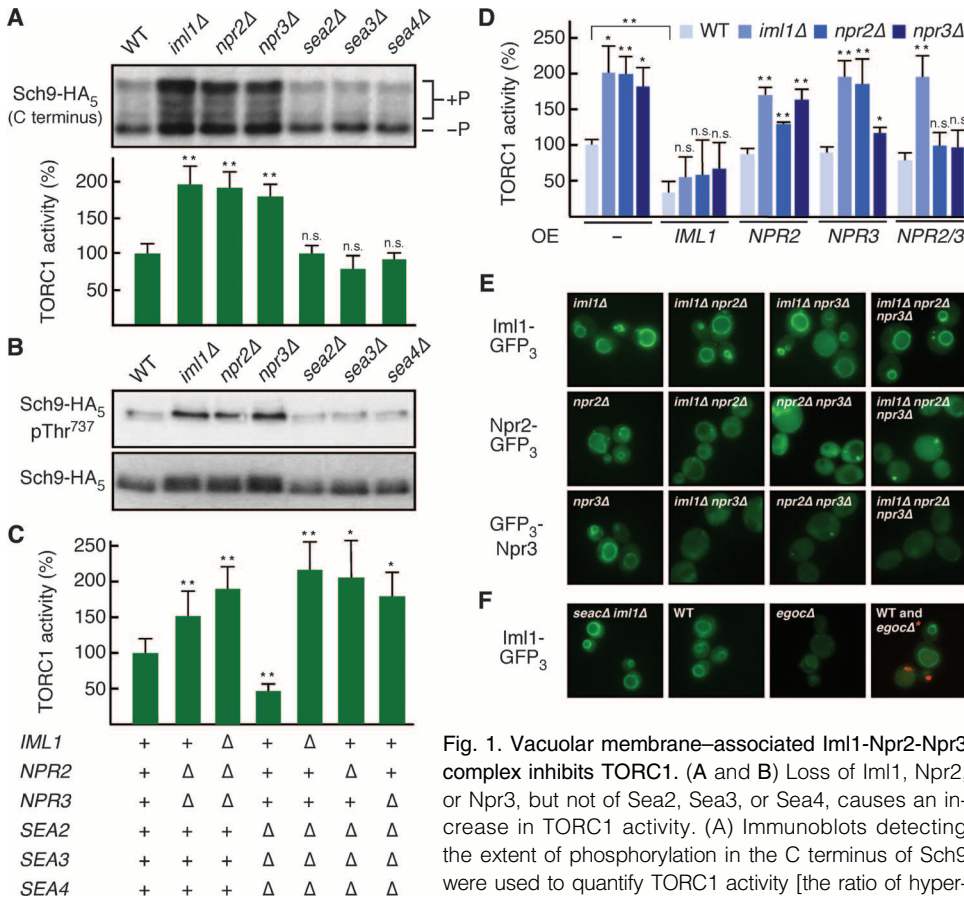 A
WT iml1Δ npr2Δ npr3Δ sea2Δ sea3Δ sea4Δ
Sch9-HA5
(C terminus)
+P
−P
TORC1 activity (%)
200
150
100
50
** ** ** n.s. n.s. n.s.
B
WT iml1Δ npr2Δ npr3Δ sea2Δ sea3Δ sea4Δ
Sch9-HA5
pThr737
Sch9-HA5
C
TORC1 activity (%)
250
200
150
100
50
** ** ** ** * *
IML1 + + Δ + Δ + +
NPR2 + Δ Δ + + Δ +
NPR3 + Δ Δ + + + Δ
SEA2 + + + Δ Δ Δ Δ
SEA3 + + + Δ Δ Δ Δ
SEA4 + + + Δ Δ Δ Δ
D
WT iml1Δ npr2Δ npr3Δ
**
TORC1 activity (%)
250
200
150
100
50
* ** * n.s. n.s. n.s. ** ** ** ** ** * ** n.s. n.s.
OE – IML1 NPR2 NPR3 NPR2/3
E
Iml1-
GFP3
iml1Δ
iml1Δ npr2Δ
iml1Δ npr3Δ
iml1Δ npr2Δ
npr3Δ
Npr2-
GFP3
npr2Δ
iml1Δ npr2Δ
npr2Δ npr3Δ
iml1Δ npr2Δ
npr3Δ
GFP3-
Npr3
npr3Δ
iml1Δ npr3Δ
npr2Δ npr3Δ
iml1Δ npr2Δ
npr3Δ
F
Iml1-
GFP3
seacΔ iml1Δ
WT
egocΔ
WT and
egocΔ*
Fig. 1. Vacuolar membrane–associated Iml1-Npr2-Npr3
complex inhibits TORC1. (A and B) Loss of Iml1, Npr2,
or Npr3, but not of Sea2, Sea3, or Sea4, causes an in-
crease in TORC1 activity. (A) Immunoblots detecting
the extent of phosphorylation in the C terminus of Sch9
were used to quantify TORC1 activity [the ratio of hyper-